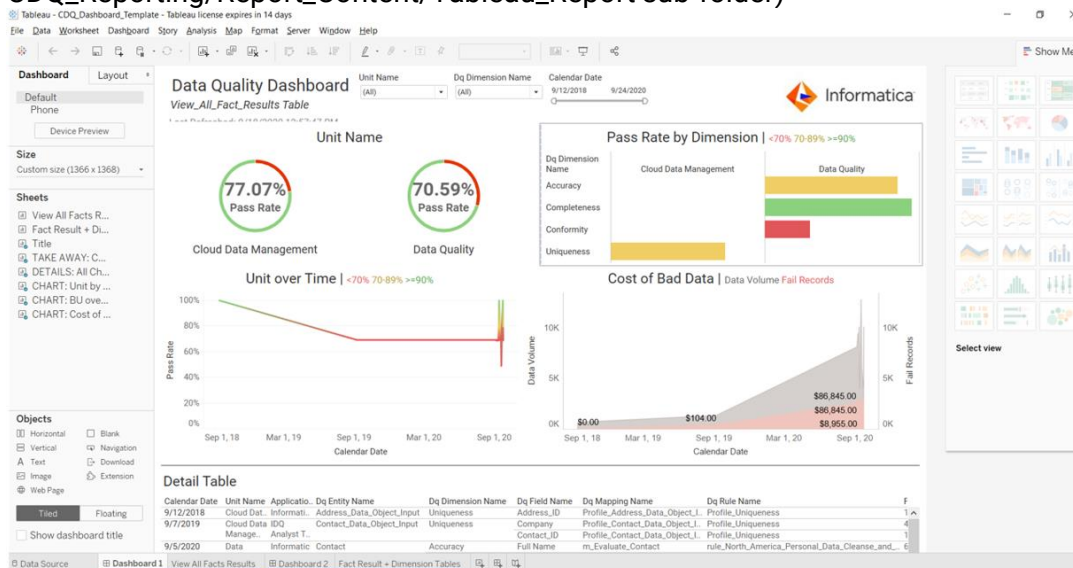 CDQ_Reporting/Report_Content/Tableau_Report sub-folder)
Tableau - CDQ_Dashboard_Template - Tableau license expires in 14 days
File Data Worksheet Dashboard Story Analysis Map Format Server Window Help
Show Me
Dashboard Layout
Default
Phone
Device Preview
Size
Custom size (1366 x 1368)
Sheets
View All Facts R...
Fact Result + Di...
Title
TAKE AWAY: C...
DETAILS: All Ch...
CHART: Unit by ...
CHART: BU ove...
CHART: Cost of ...
Objects
Horizontal Blank
Vertical Navigation
A Text Download
Image Extension
Web Page
Tiled Floating
Show dashboard title
Data Quality Dashboard
View_All_Fact_Results Table
Unit Name
(All)
Dq Dimension Name
(All)
Calendar Date
9/12/2018 9/24/2020
Informatica
Unit Name
77.07%
Pass Rate
Cloud Data Management
70.59%
Pass Rate
Data Quality
Pass Rate by Dimension | <70% 70-89% >=90%
Dq Dimension
Name
Cloud Data Management Data Quality
Accuracy
Completeness
Conformity
Uniqueness
Unit over Time | <70% 70-89% >=90%
Pass Rate
100%
80%
60%
40%
20%
0%
Sep 1, 18 Mar 1, 19 Sep 1, 19 Mar 1, 20 Sep 1, 20
Calendar Date
Cost of Bad Data | Data Volume Fail Records
Data Volume
10K
5K
0K
$0.00 $104.00
$86,845.00
$86,845.00
$8,955.00
10K
5K
0K
Fail Records
Sep 1, 18 Mar 1, 19 Sep 1, 19 Mar 1, 20 Sep 1, 20
Calendar Date
Detail Table
Calendar Date Unit Name Applicatio.. Dq Entity Name Dq Dimension Name Dq Field Name Dq Mapping Name Dq Rule Name F
9/12/2018 Cloud Dat.. Informati.. Address_Data_Object_Input Uniqueness Address_ID Profile_Address_Data_Object_I.. Profile_Uniqueness 1
9/7/2019 Cloud Data IDQ Contact_Data_Object_Input Uniqueness Company Profile_Contact_Data_Object_I.. Profile_Uniqueness 4
Manage.. Analyst T.. Contact_ID Profile_Contact_Data_Object_I.. Profile_Uniqueness 1
9/5/2020 Data Informatic Contact Accuracy Full Name m_Evaluate_Contact rule_North_America_Personal_Data_Cleanse_and_.. 6
Select view
Data Source Dashboard 1 View All Facts Results Dashboard 2 Fact Result + Dimension Tables